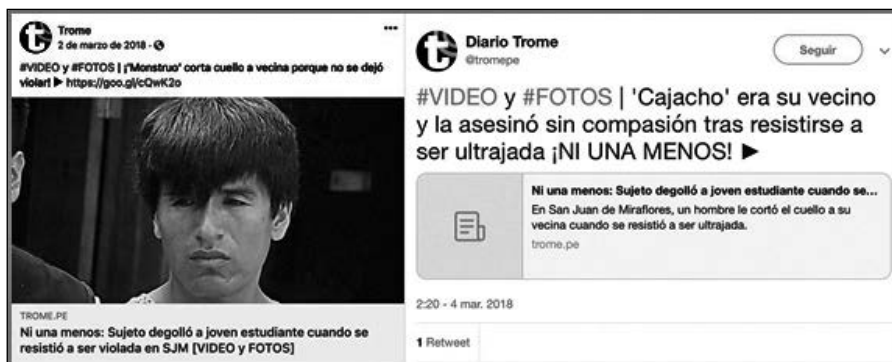 Trome
2 de marzo de 2018 ·
#VIDEO y #FOTOS | ¡'Monstruo' corta cuello a vecina porque no se dejó
violar! ▶ https://goo.gl/cQwK2o
TROME.PE
Ni una menos: Sujeto degolló a joven estudiante cuando se
resistió a ser violada en SJM [VIDEO y FOTOS]
Diario Trome
@tromepe
Seguir
#VIDEO y #FOTOS | 'Cajacho' era su vecino
y la asesinó sin compasión tras resistirse a
ser ultrajada ¡NI UNA MENOS! ▶
Ni una menos: Sujeto degolló a joven estudiante cuando se...
En San Juan de Miraflores, un hombre le cortó el cuello a su
vecina cuando se resistió a ser ultrajada.
trome.pe
2:20 - 4 mar. 2018
1 Retweet